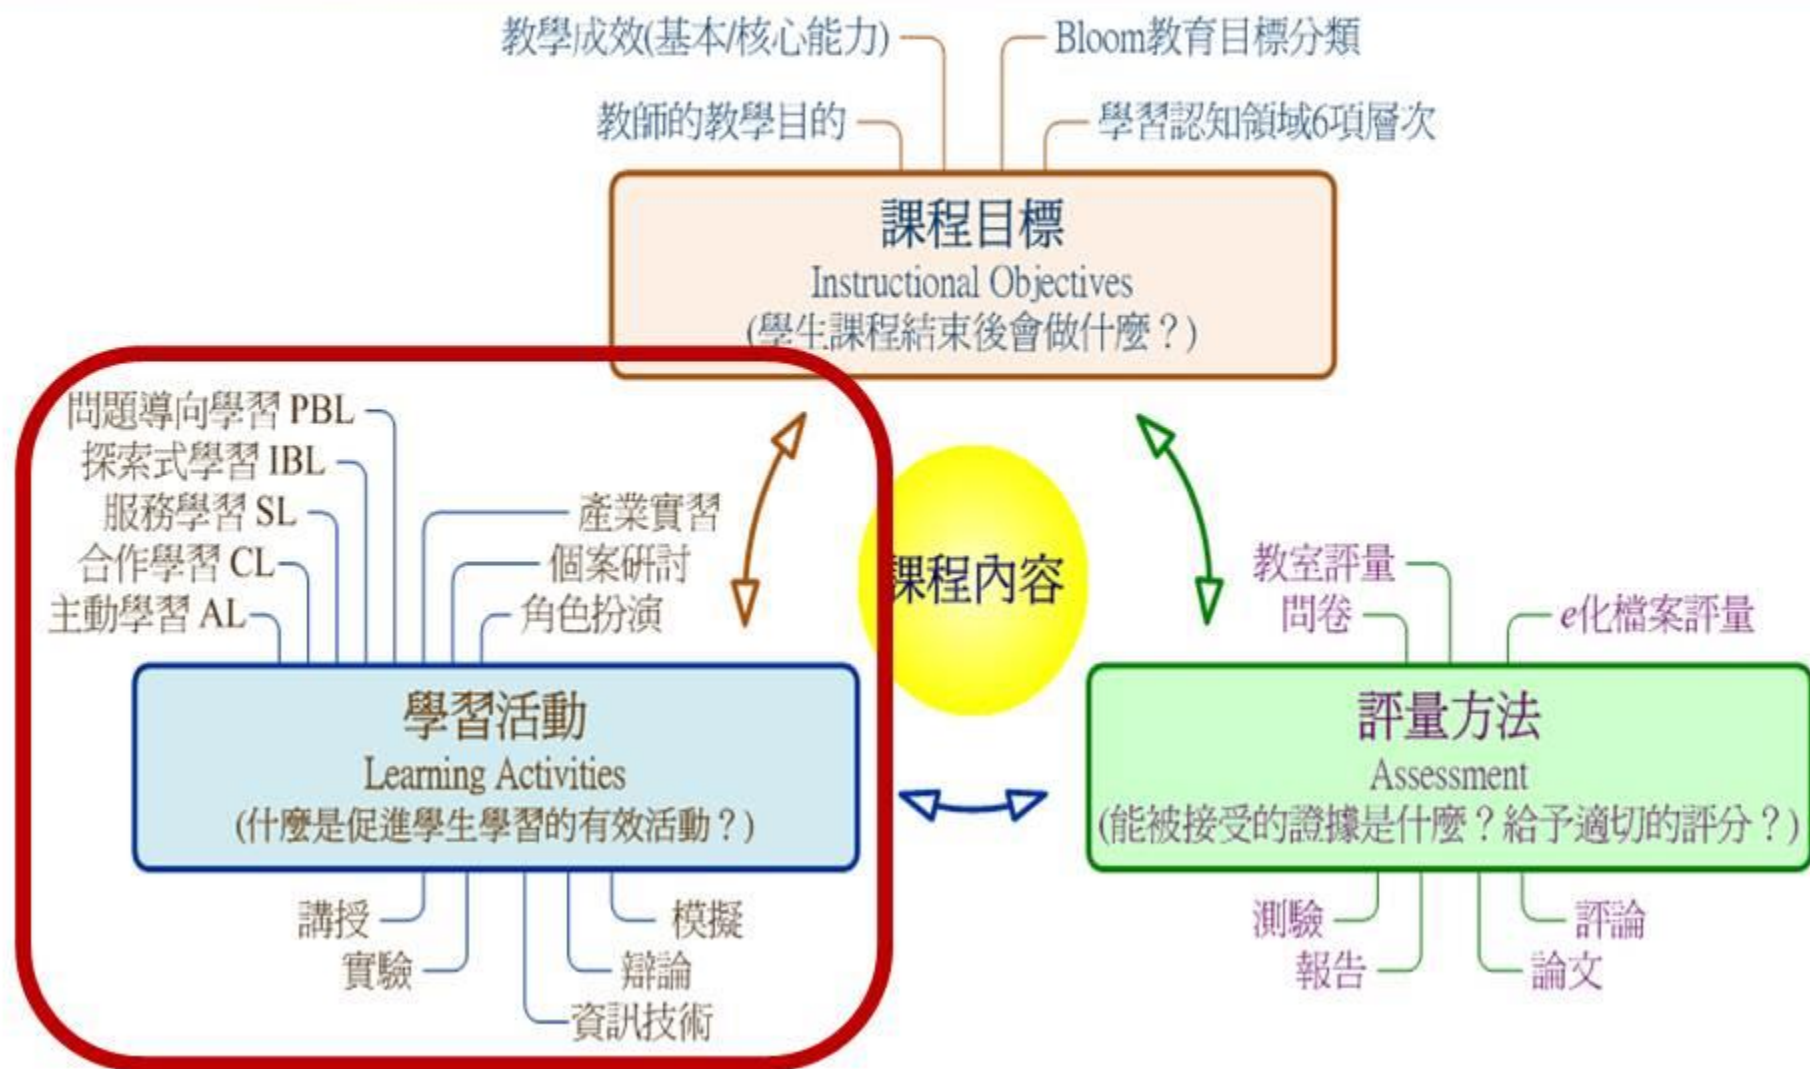 教學成效(基本/核心能力)
Bloom教育目標分類
教師的教學目的
學習認知領域6項層次
課程目標
Instructional Objectives
(學生課程結束後會做什麼？)
問題導向學習 PBL
探索式學習 IBL
服務學習 SL
合作學習 CL
主動學習 AL
產業實習
個案研討
角色扮演
學習活動
Learning Activities
(什麼是促進學生學習的有效活動？)
講授
實驗
模擬
辯論
資訊技術
課程內容
教室評量
問卷
e化檔案評量
評量方法
Assessment
(能被接受的證據是什麼？給予適切的評分？)
測驗
報告
評論
論文